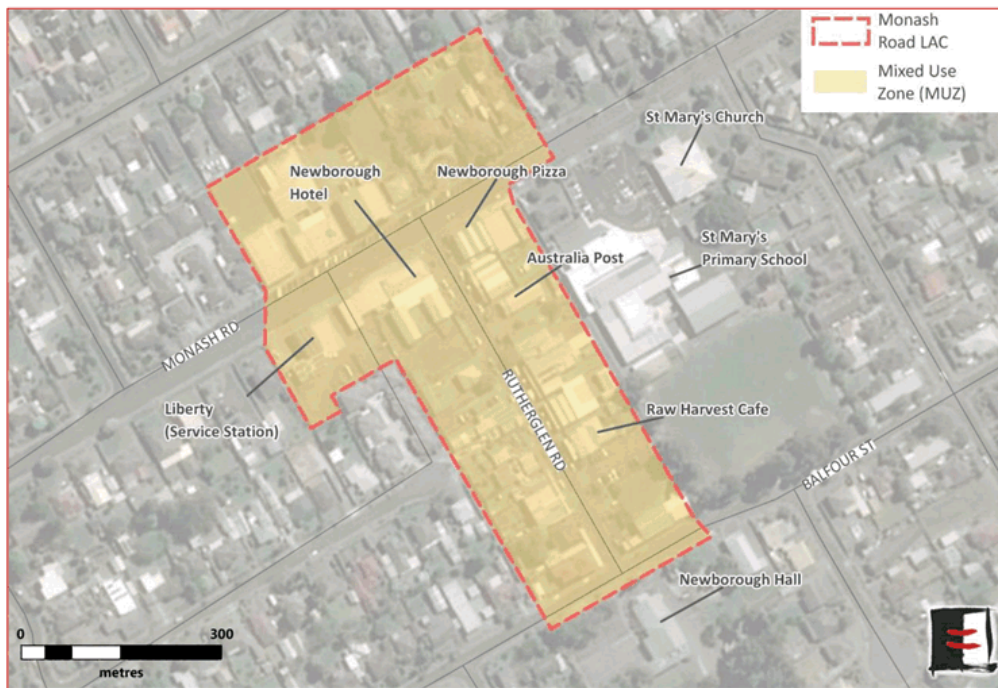 Monash
Road LAC
Mixed Use
Zone (MUZ)
St Mary's Church
Newborough
Hotel
Newborough Pizza
St Mary's
Primary School
Australia Post
MONASH RD
RUTHERGLEN RD
Liberty
(Service Station)
Raw Harvest Cafe
BALFOUR ST
Newborough Hall
0 300
metres